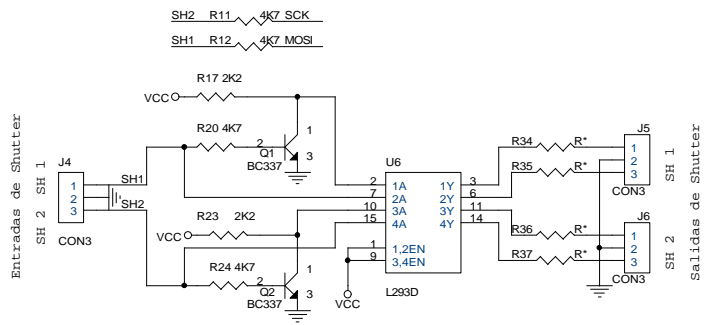 SH2 R11 4K7 SCK
SH1 R12 4K7 MOSI
R17 2K2
VCC
R20 4K7
1
2
3
Q1
BC337
Entradas de Shutter
SH 1
SH 2
J4
1
2
3
CON3
SH1
SH2
R23 2K2
VCC
R24 4K7
1
2
3
Q2
BC337
U6
2 1A 1Y 3
7 2A 2Y 6
10 3A 3Y 11
15 4A 4Y 14
1 1,2EN
9 3,4EN
L293D
VCC
R34 R*
R35 R*
R36 R*
R37 R*
J5
1
2
3
CON3
J6
1
2
3
CON3
SH 1
SH 2
Salidas de Shutter